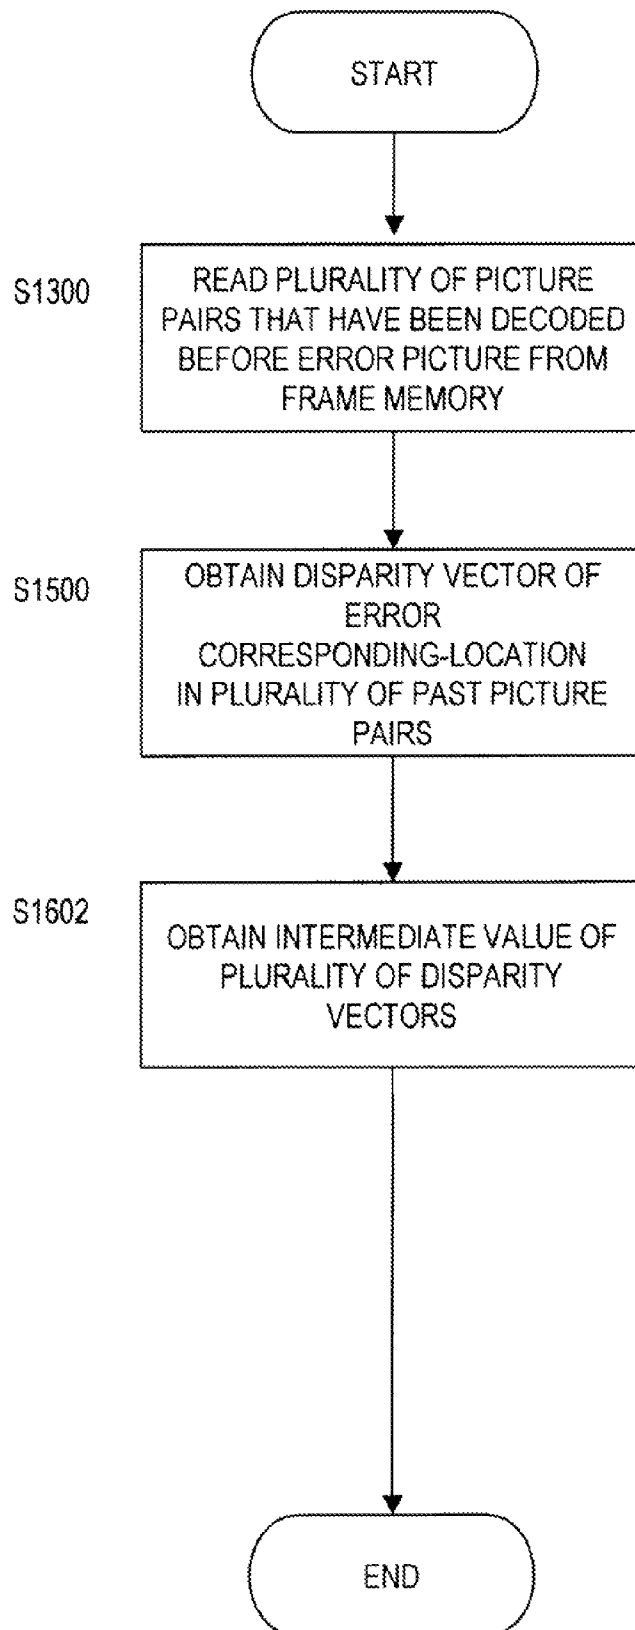 START
S1300
READ PLURALITY OF PICTURE
PAIRS THAT HAVE BEEN DECODED
BEFORE ERROR PICTURE FROM
FRAME MEMORY
S1500
OBTAIN DISPARITY VECTOR OF
ERROR
CORRESPONDING-LOCATION
IN PLURALITY OF PAST PICTURE
PAIRS
S1602
OBTAIN INTERMEDIATE VALUE OF
PLURALITY OF DISPARITY
VECTORS
END